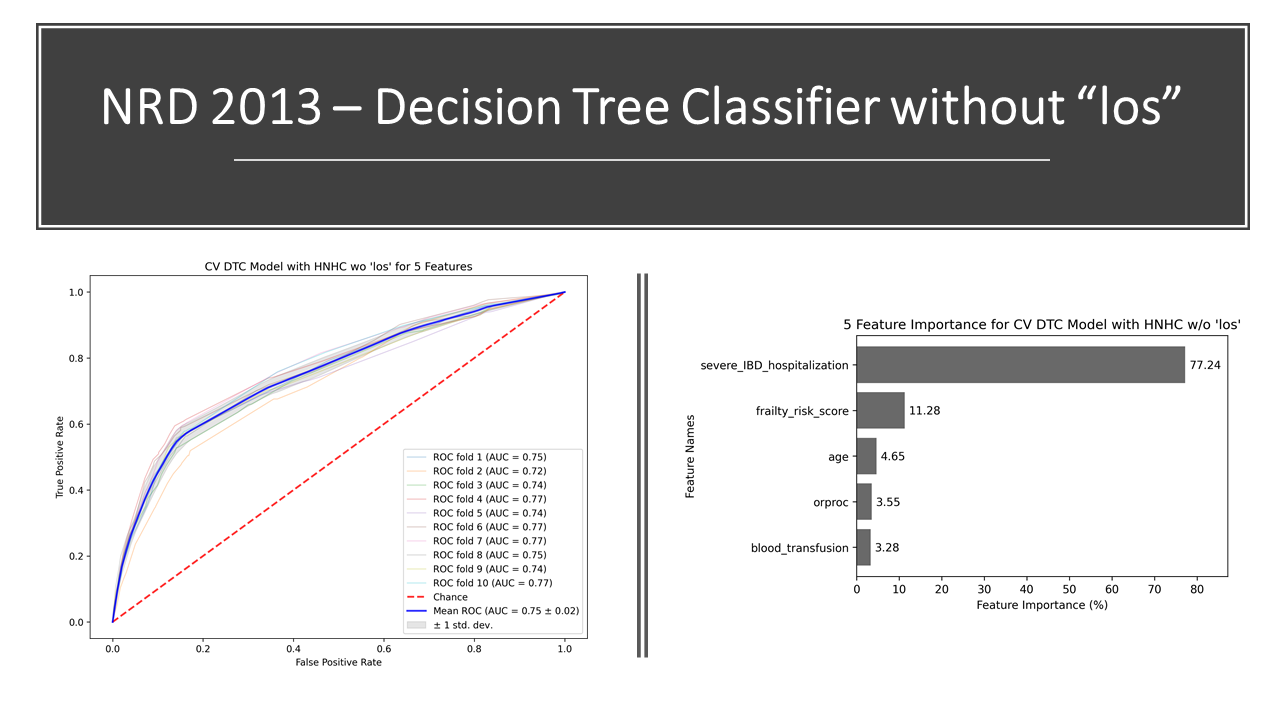 NRD 2013 – Decision Tree Classifier without “los”
CV DTC Model with HNHC wo 'los' for 5 Features
True Positive Rate
1.0
0.8
0.6
0.4
0.2
0.0
ROC fold 1 (AUC = 0.75)
ROC fold 2 (AUC = 0.72)
ROC fold 3 (AUC = 0.74)
ROC fold 4 (AUC = 0.77)
ROC fold 5 (AUC = 0.74)
ROC fold 6 (AUC = 0.77)
ROC fold 7 (AUC = 0.77)
ROC fold 8 (AUC = 0.75)
ROC fold 9 (AUC = 0.74)
ROC fold 10 (AUC = 0.77)
Chance
Mean ROC (AUC = 0.75 ± 0.02)
± 1 std. dev.
0.0 0.2 0.4 0.6 0.8 1.0
False Positive Rate
5 Feature Importance for CV DTC Model with HNHC w/o 'los'
Feature Names
severe_IBD_hospitalization 77.24
frailty_risk_score 11.28
age 4.65
orproc 3.55
blood_transfusion 3.28
0 10 20 30 40 50 60 70 80
Feature Importance (%)